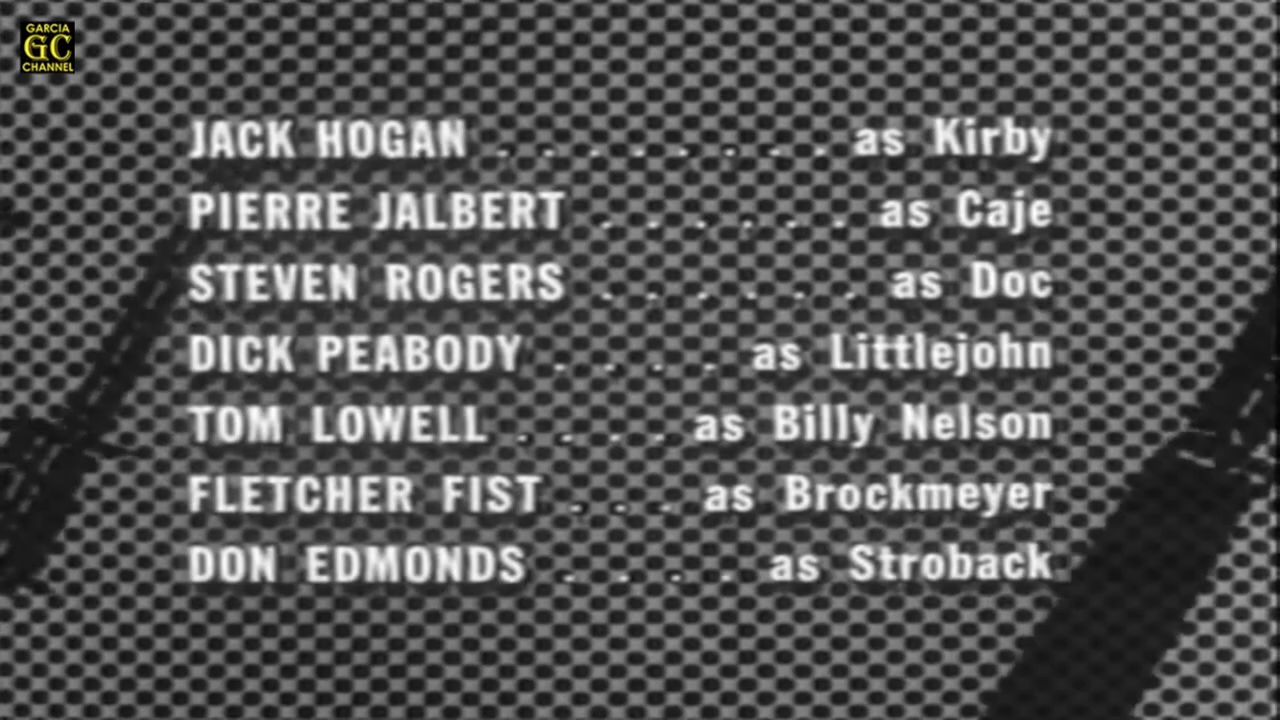 GARCIA
GC
CHANNEL
JACK HOGAN . . . . . . . . as Kirby
PIERRE JALBERT . . . . . . as Caje
STEVEN ROGERS . . . . . . as Doc
DICK PEABODY . . . . as Littlejohn
TOM LOWELL . . . . as Billy Nelson
FLETCHER FIST . . . as Brockmeyer
DON EDMONDS . . . . as Stroback